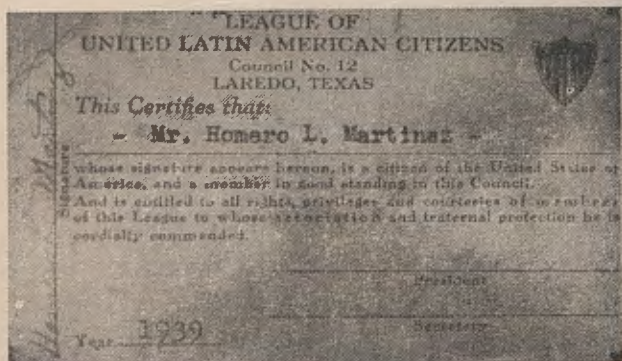 LEAGUE OF
UNITED LATIN AMERICAN CITIZENS
Council No. 12
LAREDO, TEXAS
This Certifies that:
- Mr. Homero L. Martinez -
whose signature appears hereon, is a citizen of the United States of
America, and a member in good standing in this Council.
And is entitled to all rights, privileges and courtesies of members
of this League to whose association and fraternal protection he is
cordially commended.
President
Secretary
Year 1939
Signature